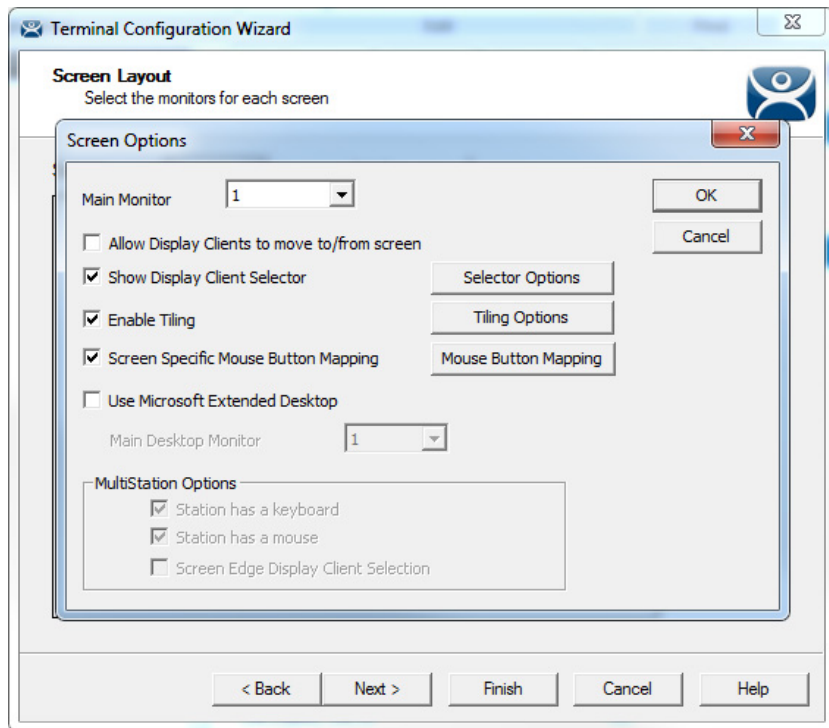 Terminal Configuration Wizard
Screen Layout
Select the monitors for each screen
Screen Options
Main Monitor 1
OK
Allow Display Clients to move to/from screen
Cancel
Show Display Client Selector
Selector Options
Enable Tiling
Tiling Options
Screen Specific Mouse Button Mapping
Mouse Button Mapping
Use Microsoft Extended Desktop
Main Desktop Monitor 1
MultiStation Options
Station has a keyboard
Station has a mouse
Screen Edge Display Client Selection
< Back
Next >
Finish
Cancel
Help